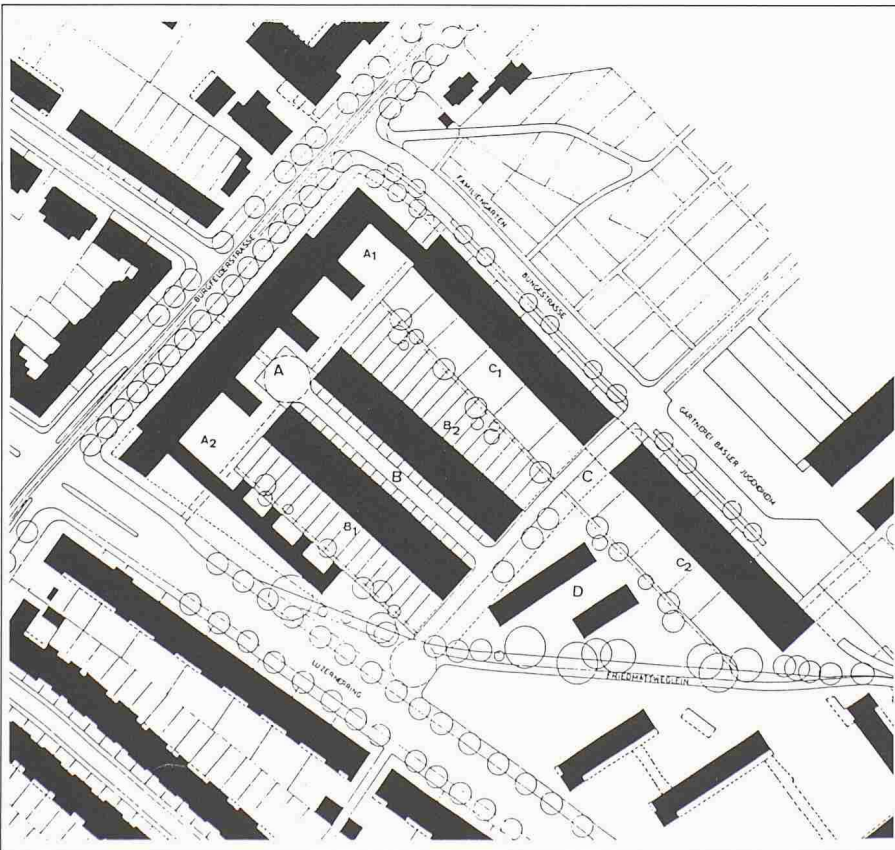 BURGFELDERSTRASSE
FAMILIENGÄRTEN
BUNGESTRASSE
A1
C1
A
GÄRTNEREI BASLER JUGENDHEIM
B2
A2
B
C
B1
C2
D
LUZERNERRING
FRIEDMATTWEGLEIN